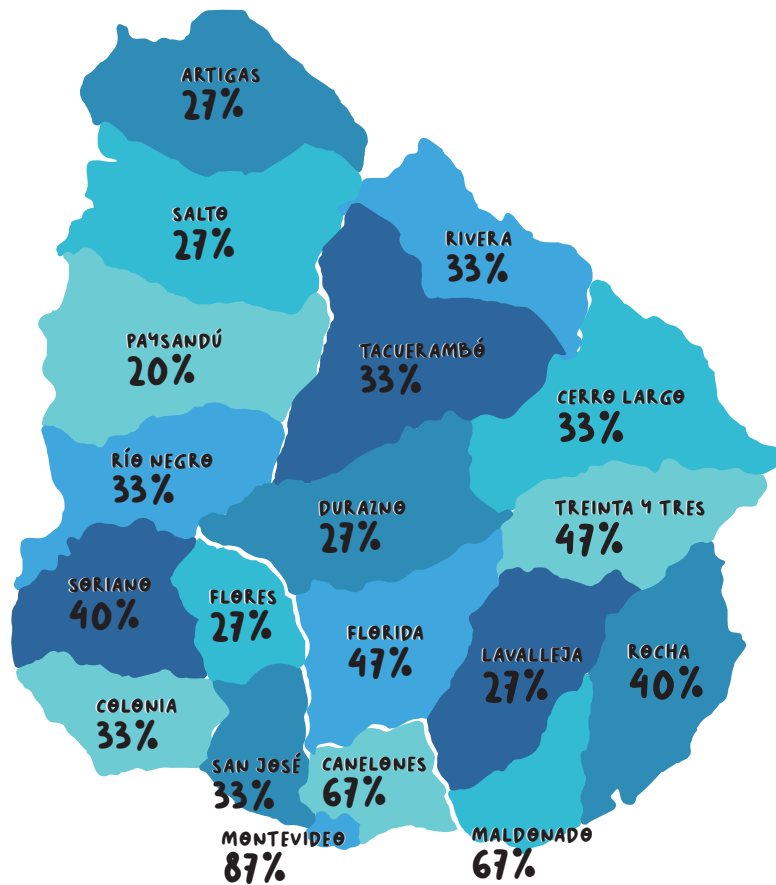 ARTIGAS
27%
SALTO
27%
RIVERA
33%
PAYSANDÚ
20%
TACUERAMBÓ
33%
CERRO LARGO
33%
RÍO NEGRO
33%
DURAZNO
27%
TREINTA Y TRES
47%
SORIANO
40%
FLORES
27%
FLORIDA
47%
LAVALLEJA
27%
ROCHA
40%
COLONIA
33%
SAN JOSÉ
33%
CANELONES
67%
MONTEVIDEO
87%
MALDONADO
67%